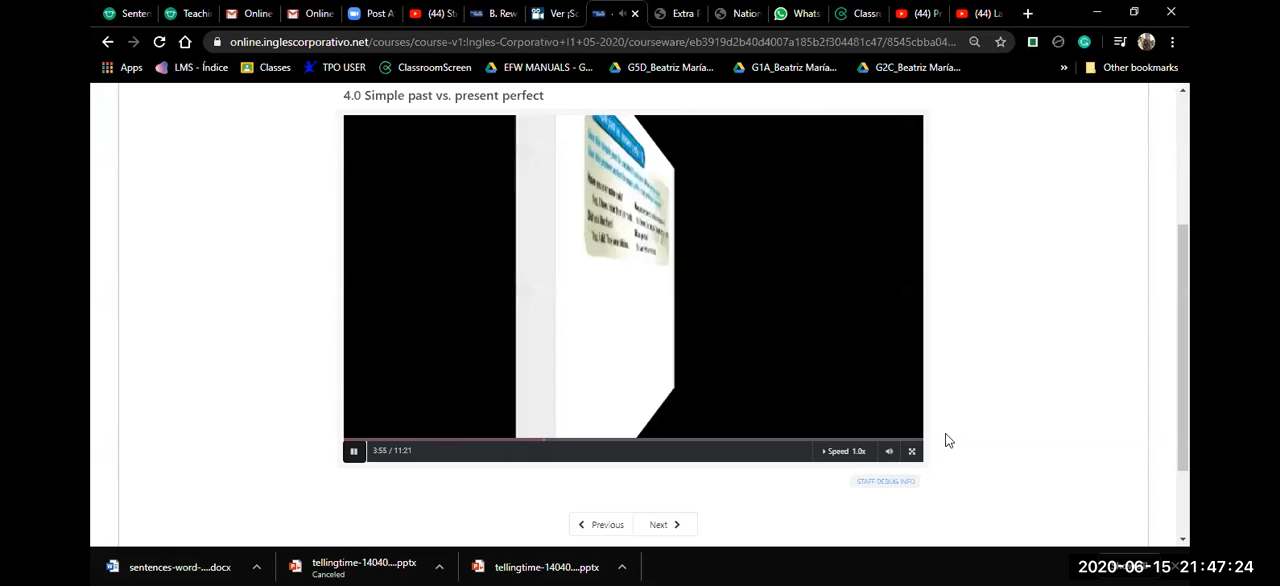 Senten
Teachi
Online
Online
Post A
(44) St
B. Rew
Ver ¡Sc
Extra P
Nation
Whats
Classr
(44) Pr
(44) La
online.inglescorporativo.net/courses/course-v1:Ingles-Corporativo+I1+05-2020/courseware/eb3919d2b40d4007a185b2f304481c47/8545cbba04...
Apps
LMS - Índice
Classes
TPO USER
ClassroomScreen
EFW MANUALS - G...
G5D_Beatriz María...
G1A_Beatriz María...
G2C_Beatriz María...
»
Other bookmarks
4.0 Simple past vs. present perfect
3:55 / 11:21
Speed 1.0x
STAFF DEBUG INFO
Previous
Next
sentences-word-....docx
tellingtime-14040....pptx
Canceled
tellingtime-14040....pptx
2020-06-15 21:47:24